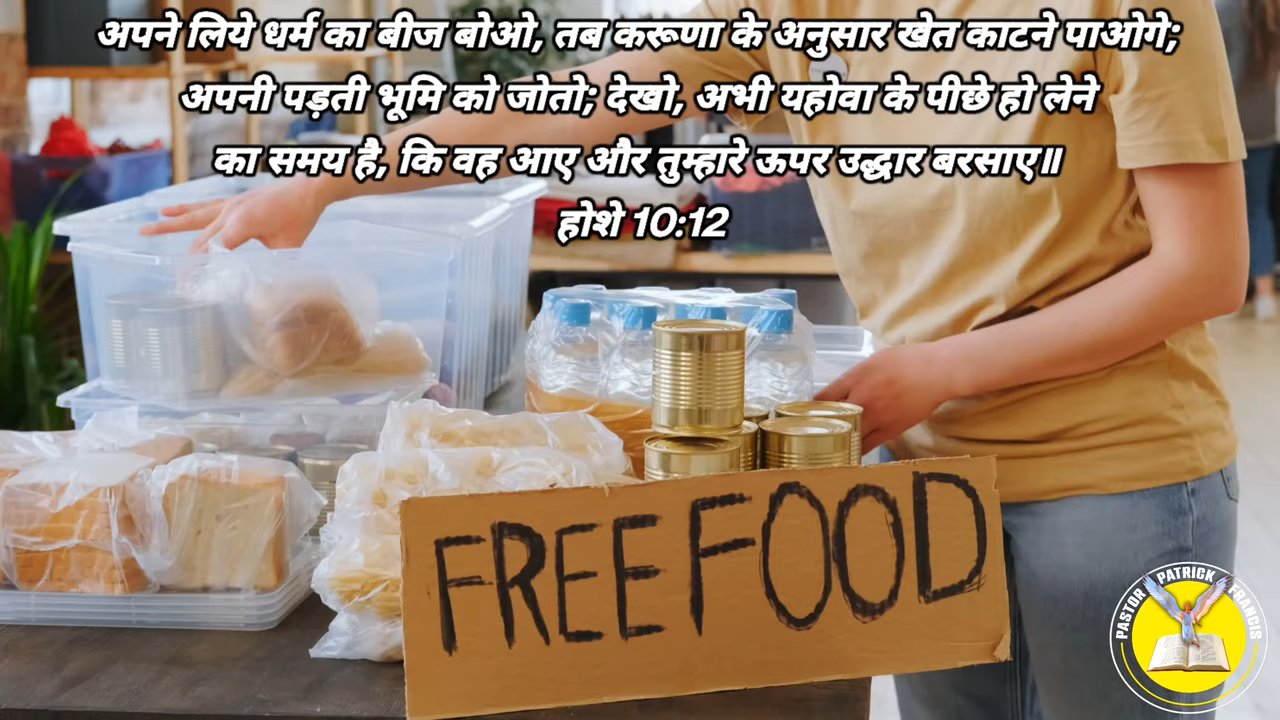 अपने लिये धर्म का बीज बोओ, तब करूणा के अनुसार खेत काटने पाओगे;
अपनी पड़ती भूमि को जोतो; देखो, अभी यहोवा के पीछे हो लेने
का समय है, कि वह आए और तुम्हारे ऊपर उद्धार बरसाए॥
होशे 10:12
FREE FOOD
PASTOR PATRICK FRANCIS